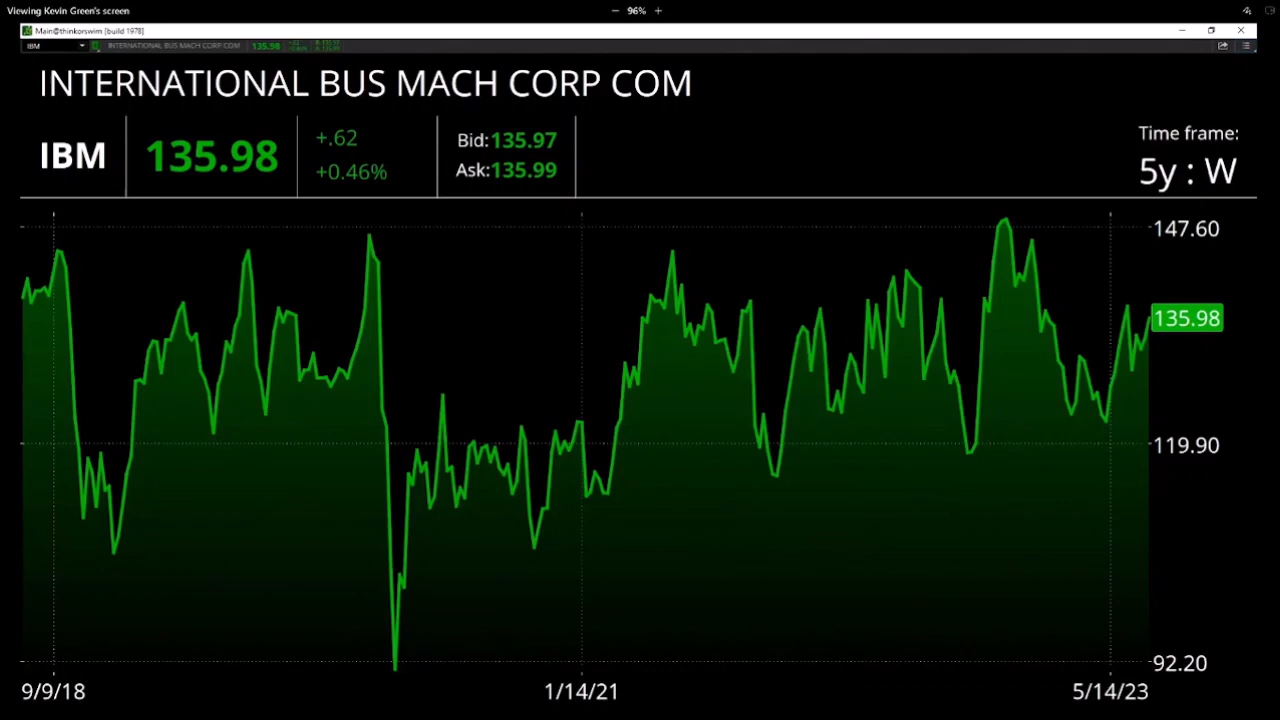 Viewing Kevin Green's screen
96%
Main@thinkorswim [build 1978]
IBM INTERNATIONAL BUS MACH CORP COM 135.98
INTERNATIONAL BUS MACH CORP COM
IBM
135.98
+.62
+0.46%
Bid:135.97
Ask:135.99
Time frame:
5y : W
147.60
135.98
119.90
92.20
9/9/18 1/14/21 5/14/23